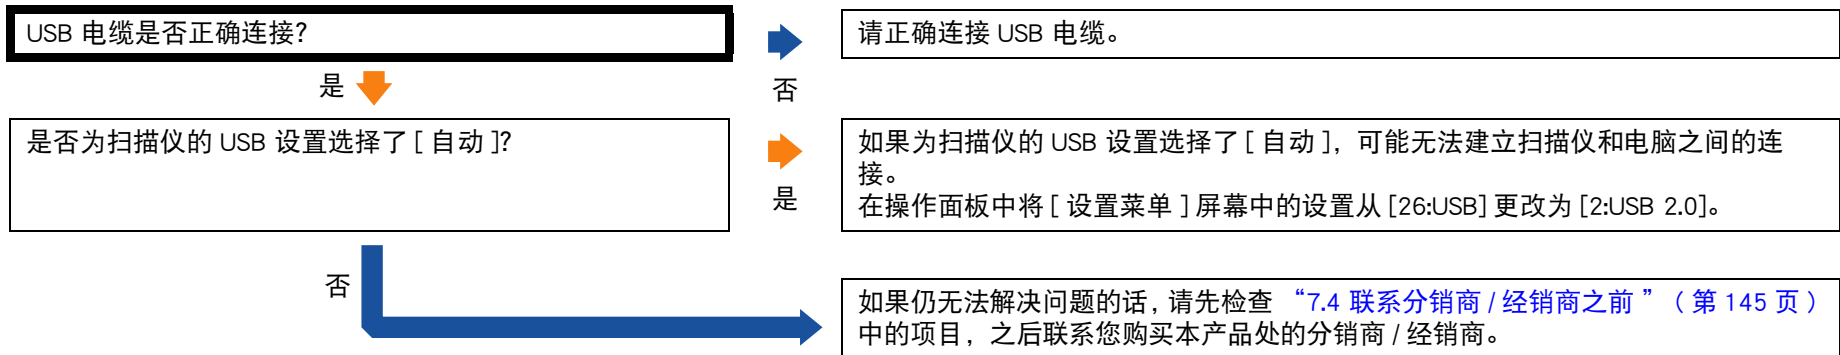 USB 电缆是否正确连接?
请正确连接 USB 电缆。
是
否
是否为扫描仪的 USB 设置选择了 [ 自动 ]?
如果为扫描仪的 USB 设置选择了 [ 自动 ]，可能无法建立扫描仪和电脑之间的连
接。
在操作面板中将 [ 设置菜单 ] 屏幕中的设置从 [26:USB] 更改为 [2:USB 2.0]。
是
否
如果仍无法解决问题的话，请先检查 “7.4 联系分销商 / 经销商之前 ”（ 第 145 页 ）
中的项目，之后联系您购买本产品处的分销商 / 经销商。